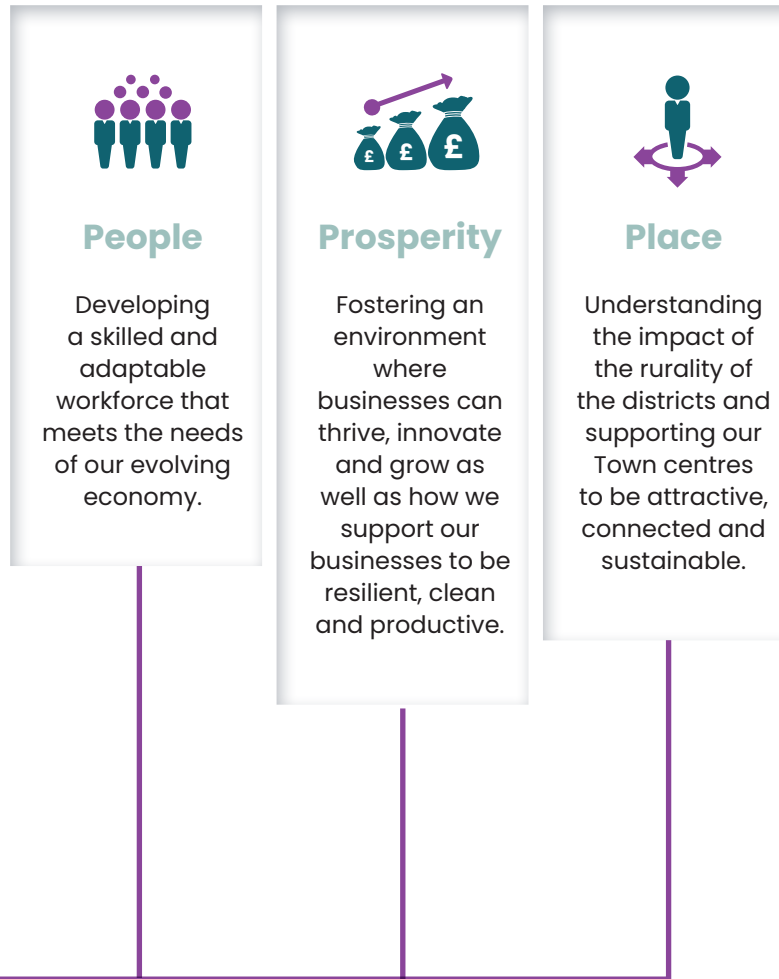 £ £ £
People
Developing
a skilled and
adaptable
workforce that
meets the needs
of our evolving
economy.
Prosperity
Fostering an
environment
where
businesses can
thrive, innovate
and grow as
well as how we
support our
businesses to be
resilient, clean
and productive.
Place
Understanding
the impact of
the rurality of
the districts and
supporting our
Town centres
to be attractive,
connected and
sustainable.